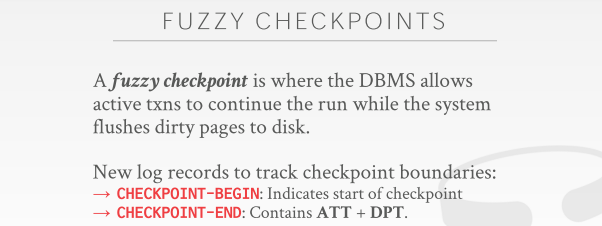 FUZZY CHECKPOINTS
A fuzzy checkpoint is where the DBMS allows
active txns to continue the run while the system
flushes dirty pages to disk.
New log records to track checkpoint boundaries:
→ CHECKPOINT-BEGIN: Indicates start of checkpoint
→ CHECKPOINT-END: Contains ATT + DPT.